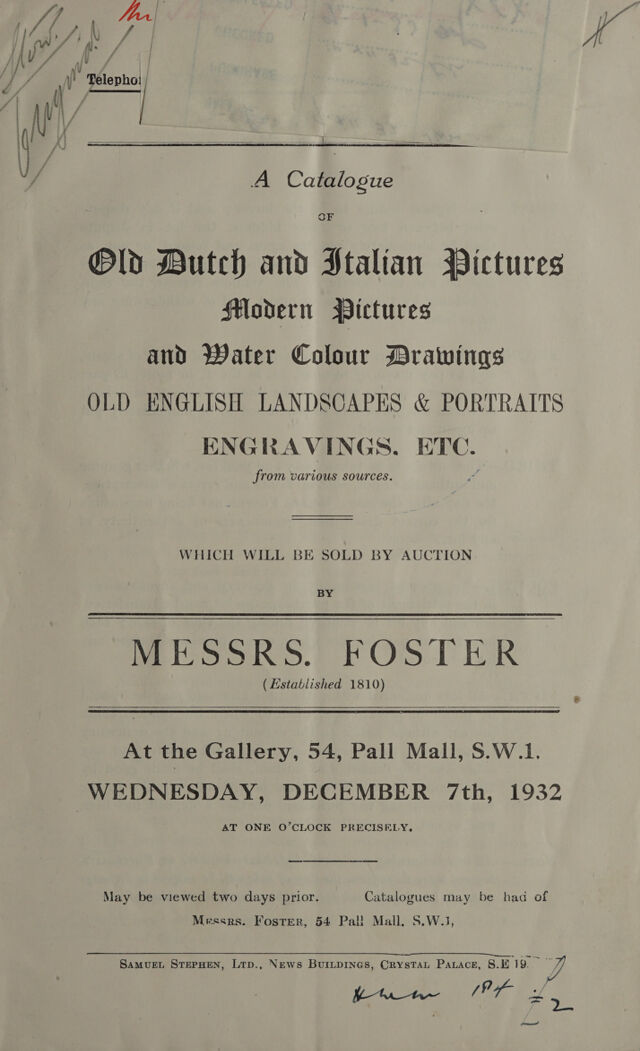 Telepho
A Catalogue
OF
Old Dutch and Italian Pictures
Modern Pictures
and Water Colour Drawings
OLD ENGLISH LANDSCAPES & PORTRAITS
ENGRAVINGS. ETC.
from various sources.
WHICH WILL BE SOLD BY AUCTION
BY
MESSRS. FOSTER
(Established 1810)
At the Gallery, 54, Pall Mall, S.W.1.
WEDNESDAY, DECEMBER 7th, 1932
AT ONE O'CLOCK PRECISELY.
May be viewed two days prior. Catalogues may be had of
MESSRS. FOSTER, 54 Pall Mall, S.W.1,
SAMUEL STEPHEN, LTD., NEWS BUILDINGS, CRYSTAL PALACE, S.E 19.